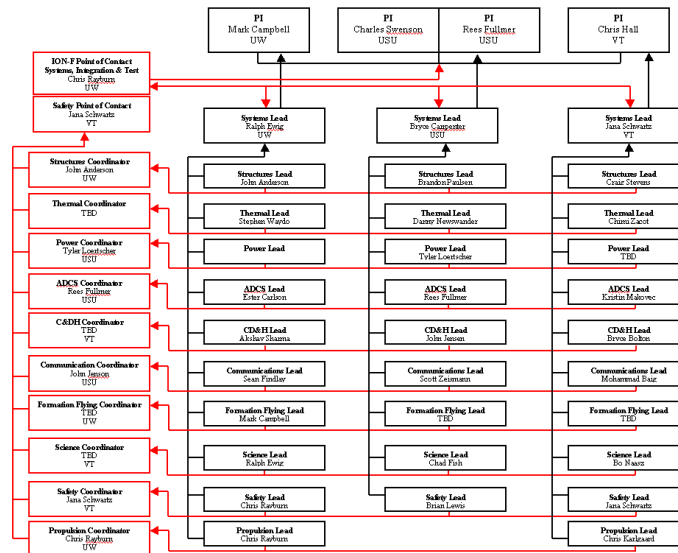 PI
Mark Campbell
UW
PI
Charles Swenson
USU
PI
Rees Fullmer
USU
PI
Chris Hall
VT
ION-F Point of Contact
Systems, Integration & Test
Chris Rayburn
UW
Safety Point of Contact
Jana Schwartz
VT
Systems Lead
Ralph Ewig
UW
Systems Lead
Bryce Carpenter
USU
Systems Lead
Jana Schwartz
VT
Structures Coordinator
John Anderson
UW
Structures Lead
John Anderson
Structures Lead
Brandon Paulsen
Structures Lead
Craig Stevens
Thermal Coordinator
TBD
Thermal Lead
Stephen Waydo
Thermal Lead
Danny Newswander
Thermal Lead
Chimi Zacot
Power Coordinator
Tyler Loertscher
USU
Power Lead
Power Lead
Tyler Loertscher
Power Lead
TBD
ADCS Coordinator
Rees Fullmer
USU
ADCS Lead
Ester Carlson
ADCS Lead
Rees Fullmer
ADCS Lead
Kristin Makovec
C&DH Coordinator
TBD
VT
CD&H Lead
Akshav Sharma
CD&H Lead
John Jensen
CD&H Lead
Bryce Bolton
Communication Coordinator
John Jenson
USU
Communications Lead
Sean Findlay
Communications Lead
Scott Zeismann
Communications Lead
Mohammad Baig
Formation Flying Coordinator
TBD
UW
Formation Flying Lead
Mark Campbell
Formation Flying Lead
TBD
Formation Flying Lead
TBD
Science Coordinator
TBD
VT
Science Lead
Ralph Ewig
Science Lead
Chad Fish
Science Lead
Bo Naasz
Safety Coordinator
Jana Schwartz
VT
Safety Lead
Chris Rayburn
Safety Lead
Brian Lewis
Safety Lead
Jana Schwartz
Propulsion Coordinator
Chris Rayburn
UW
Propulsion Lead
Chris Rayburn
Propulsion Lead
Chris Karlgaard